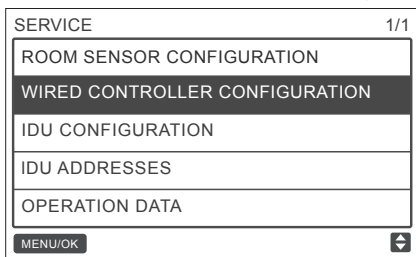 SERVICE 1/1
ROOM SENSOR CONFIGURATION
WIRED CONTROLLER CONFIGURATION
IDU CONFIGURATION
IDU ADDRESSES
OPERATION DATA
MENU/OK